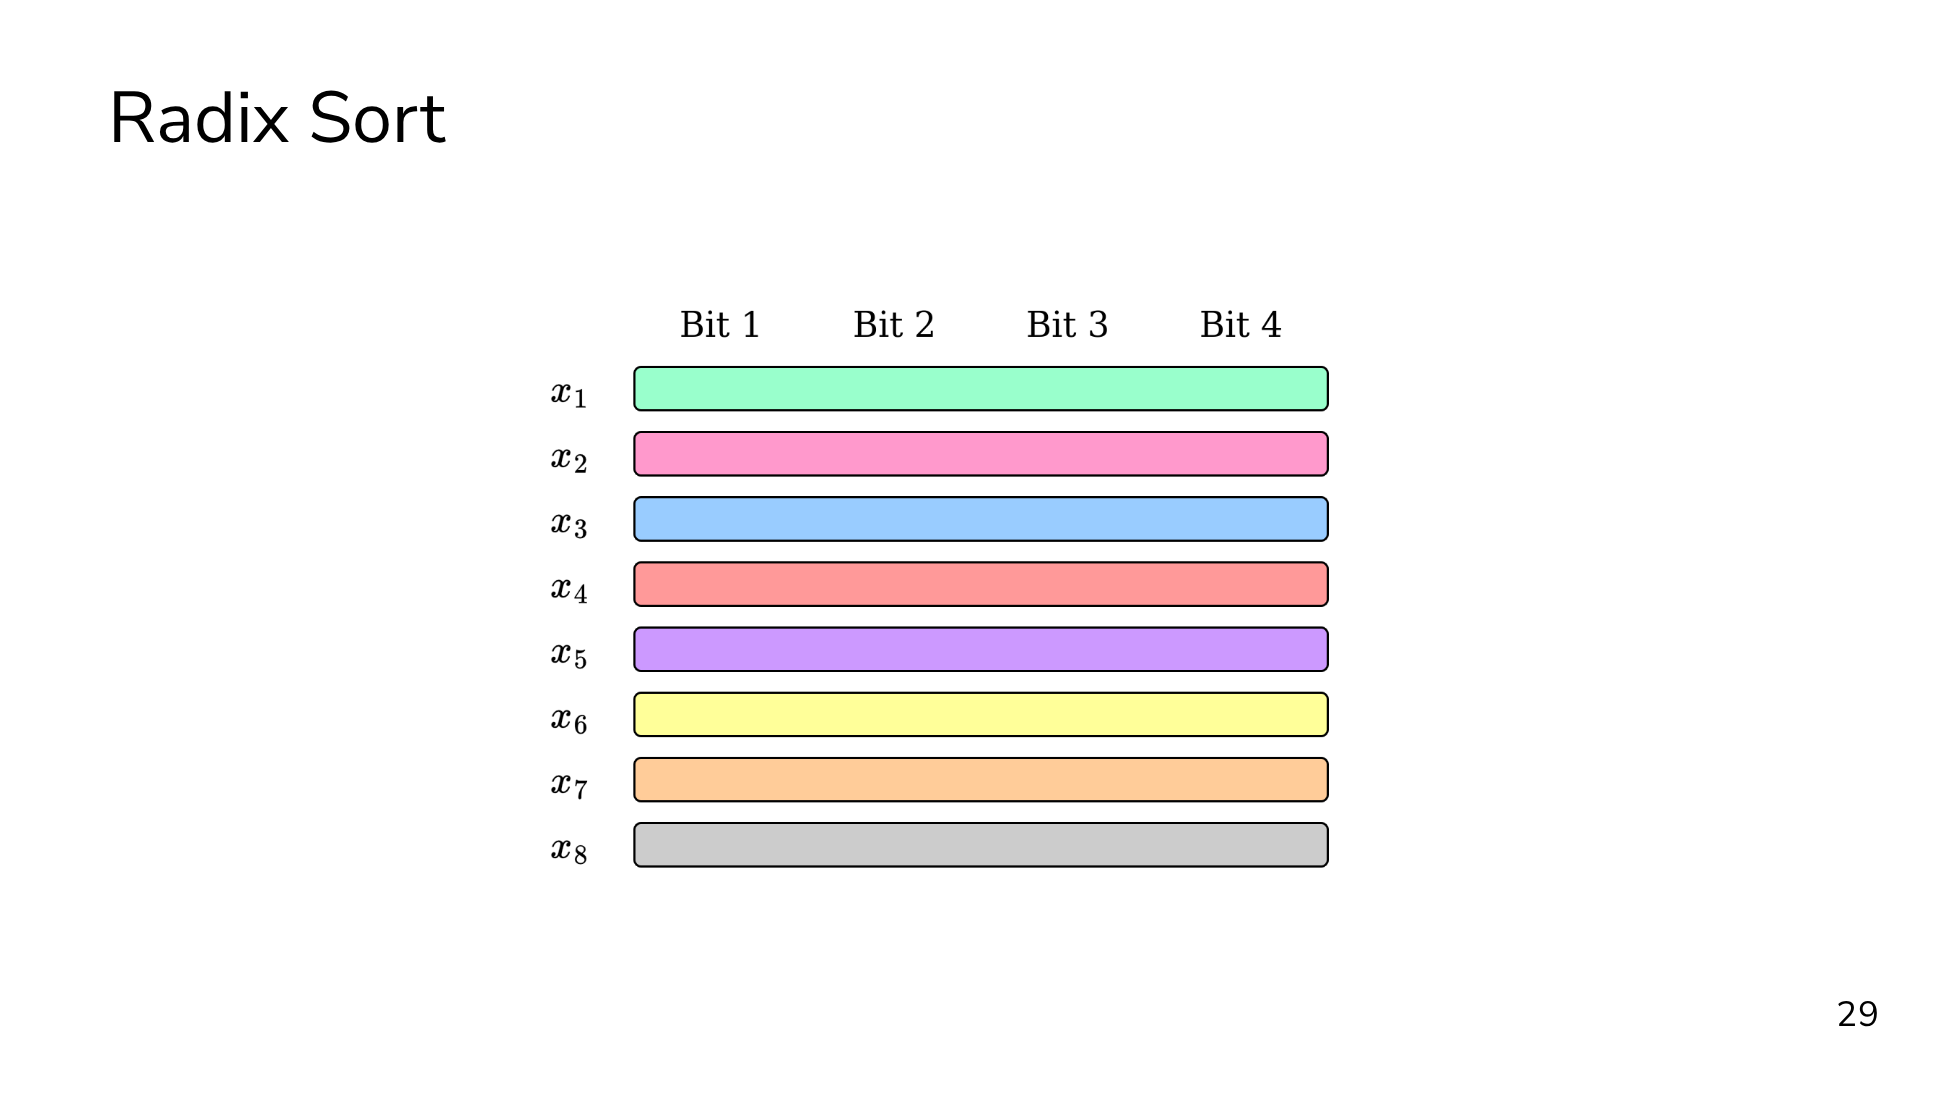 Radix Sort
Bit 1 Bit 2 Bit 3 Bit 4
x₁
x₂
x₃
x₄
x₅
x₆
x₇
x₈
29